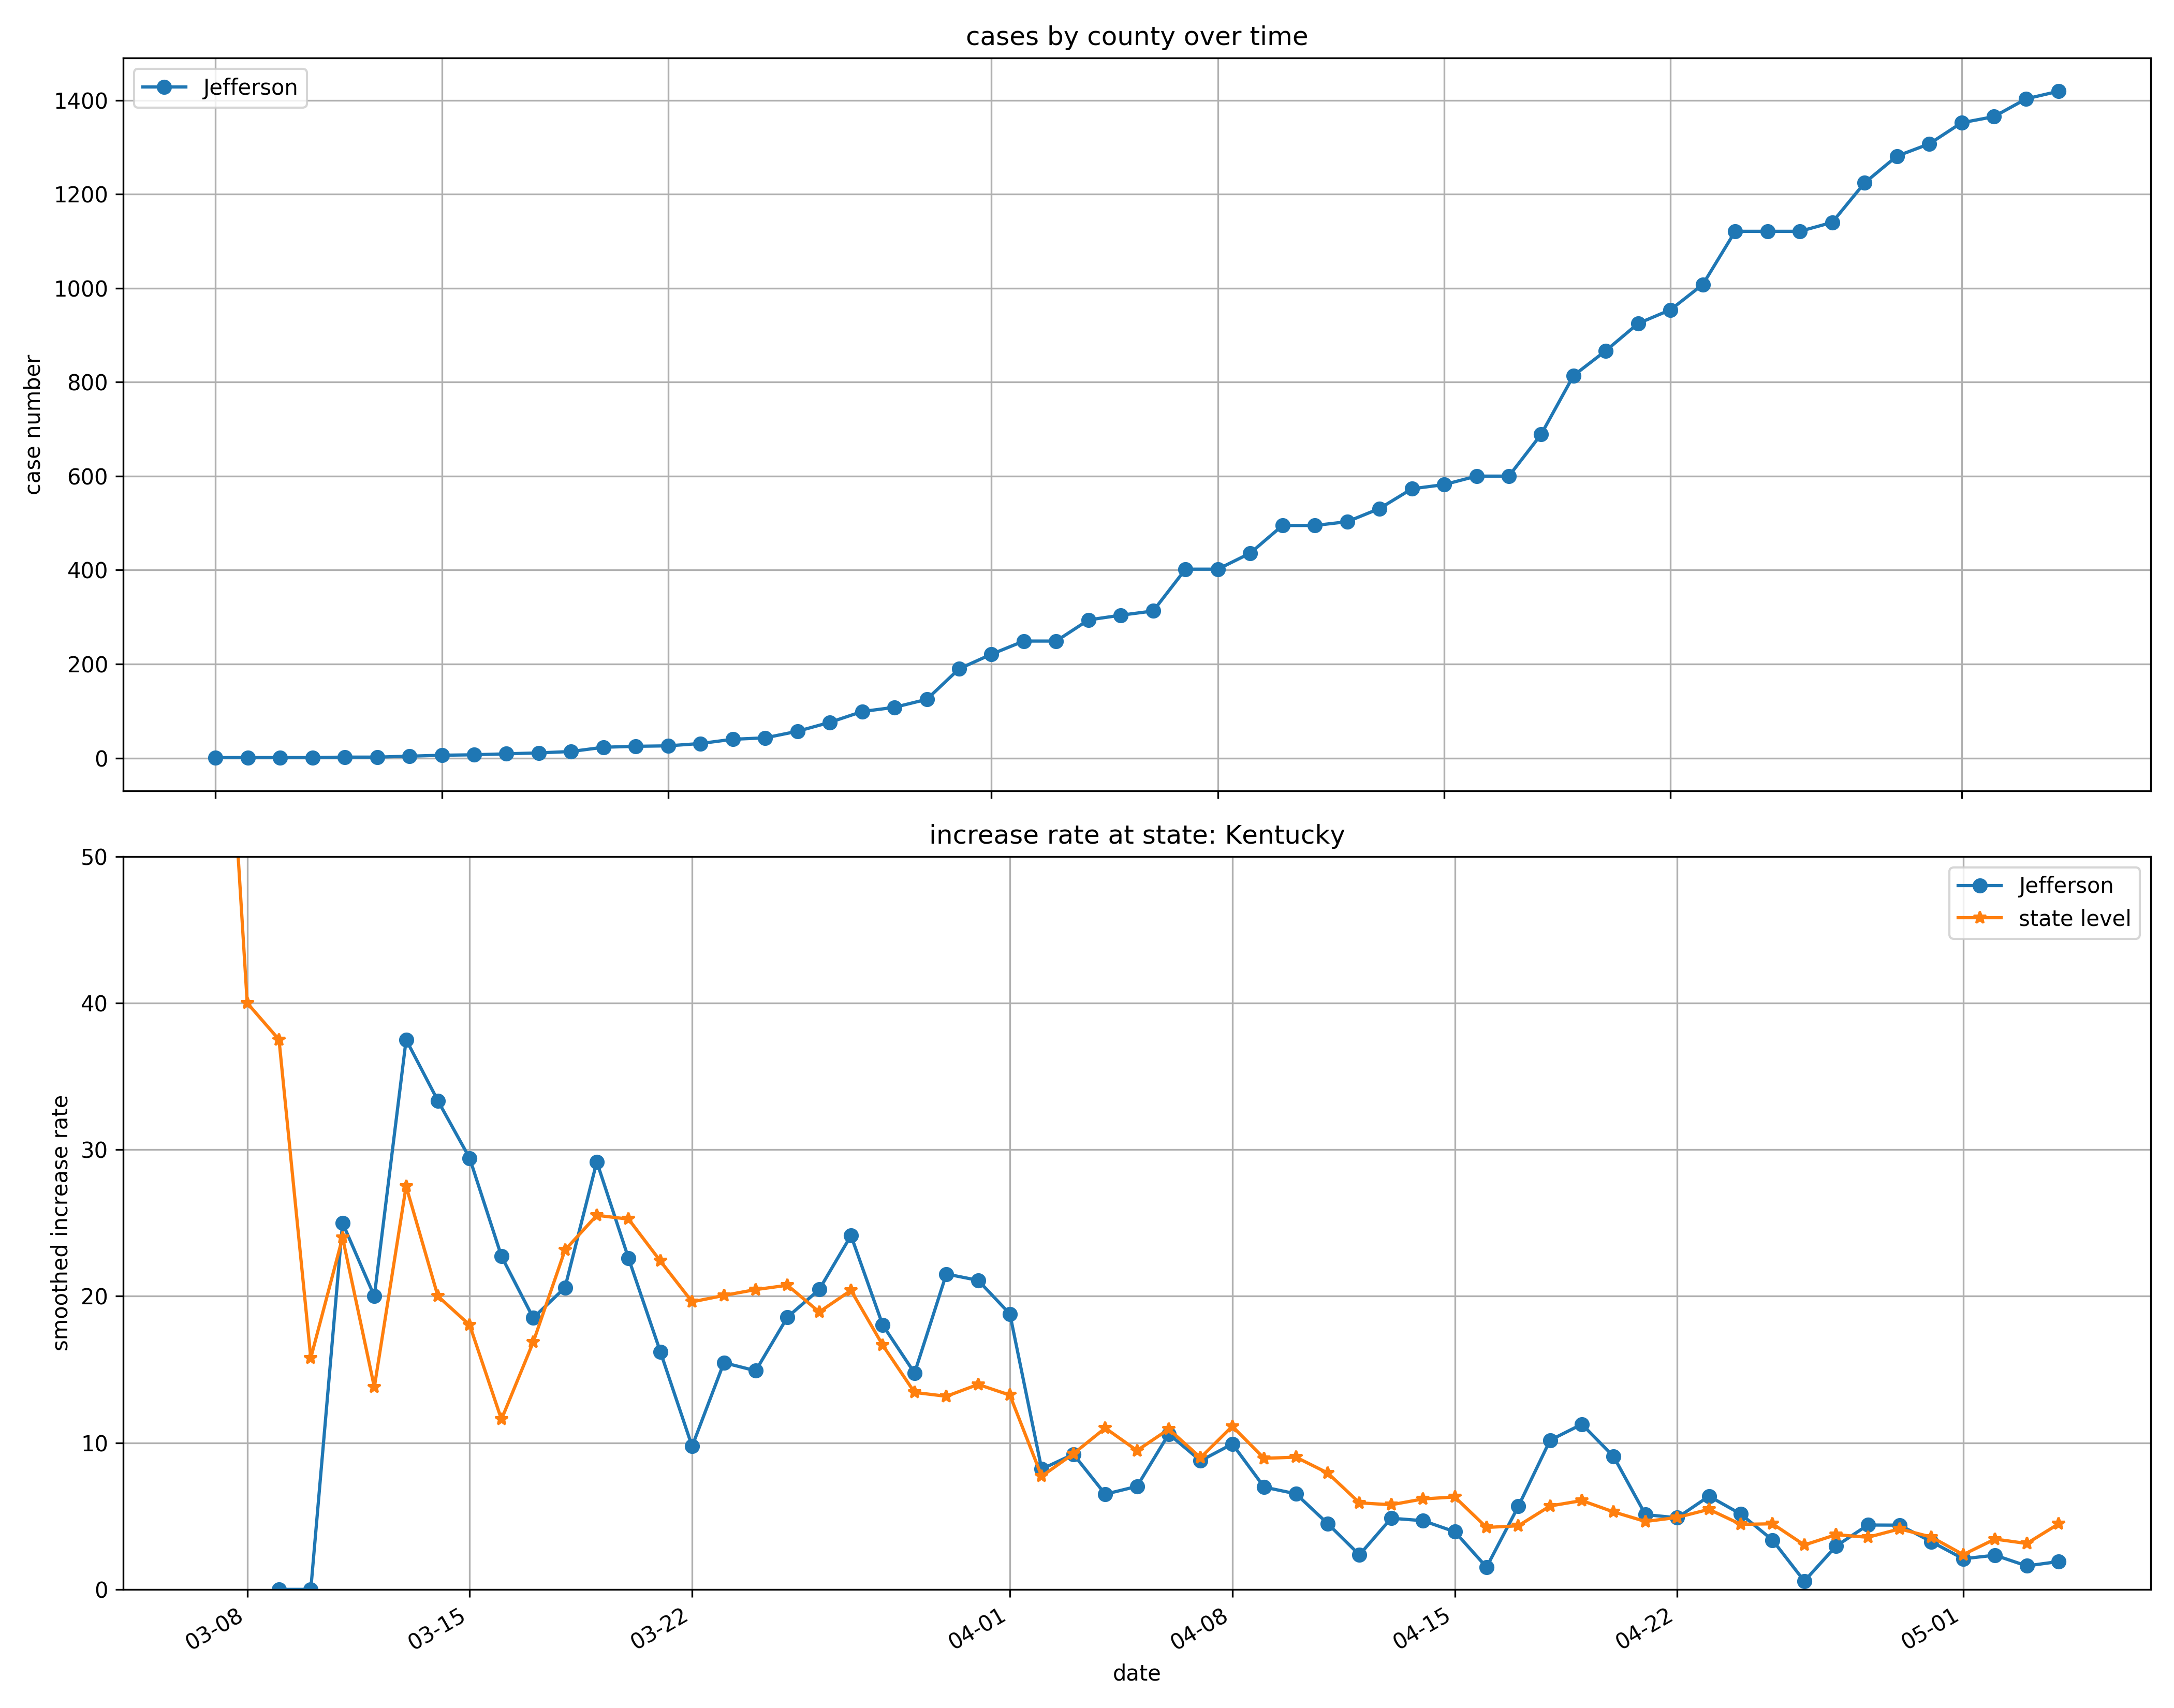 cases by county over time
Jefferson
1400
1200
1000
800
600
400
200
0
case number
increase rate at state: Kentucky
Jefferson
state level
50
40
30
20
10
0
smoothed increase rate
03-08
03-15
03-22
04-01
04-08
04-15
04-22
05-01
date